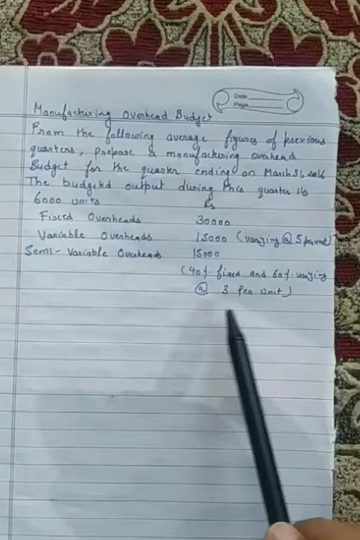 Date
Page
Manufacturing Overhead Budget
From the following average figures of previous
quarters, prepare a manufacturing overhead
Budget for the quarter ending on March 31, 2016
The budgeted output during this quarter is
6000 units Rs
Fixed Overheads 30000
Variable Overheads 15000 (varying @ 5 per unit)
Semi-Variable Overheads 15000
(40% fixed and 60% varying
@ 3 per unit)